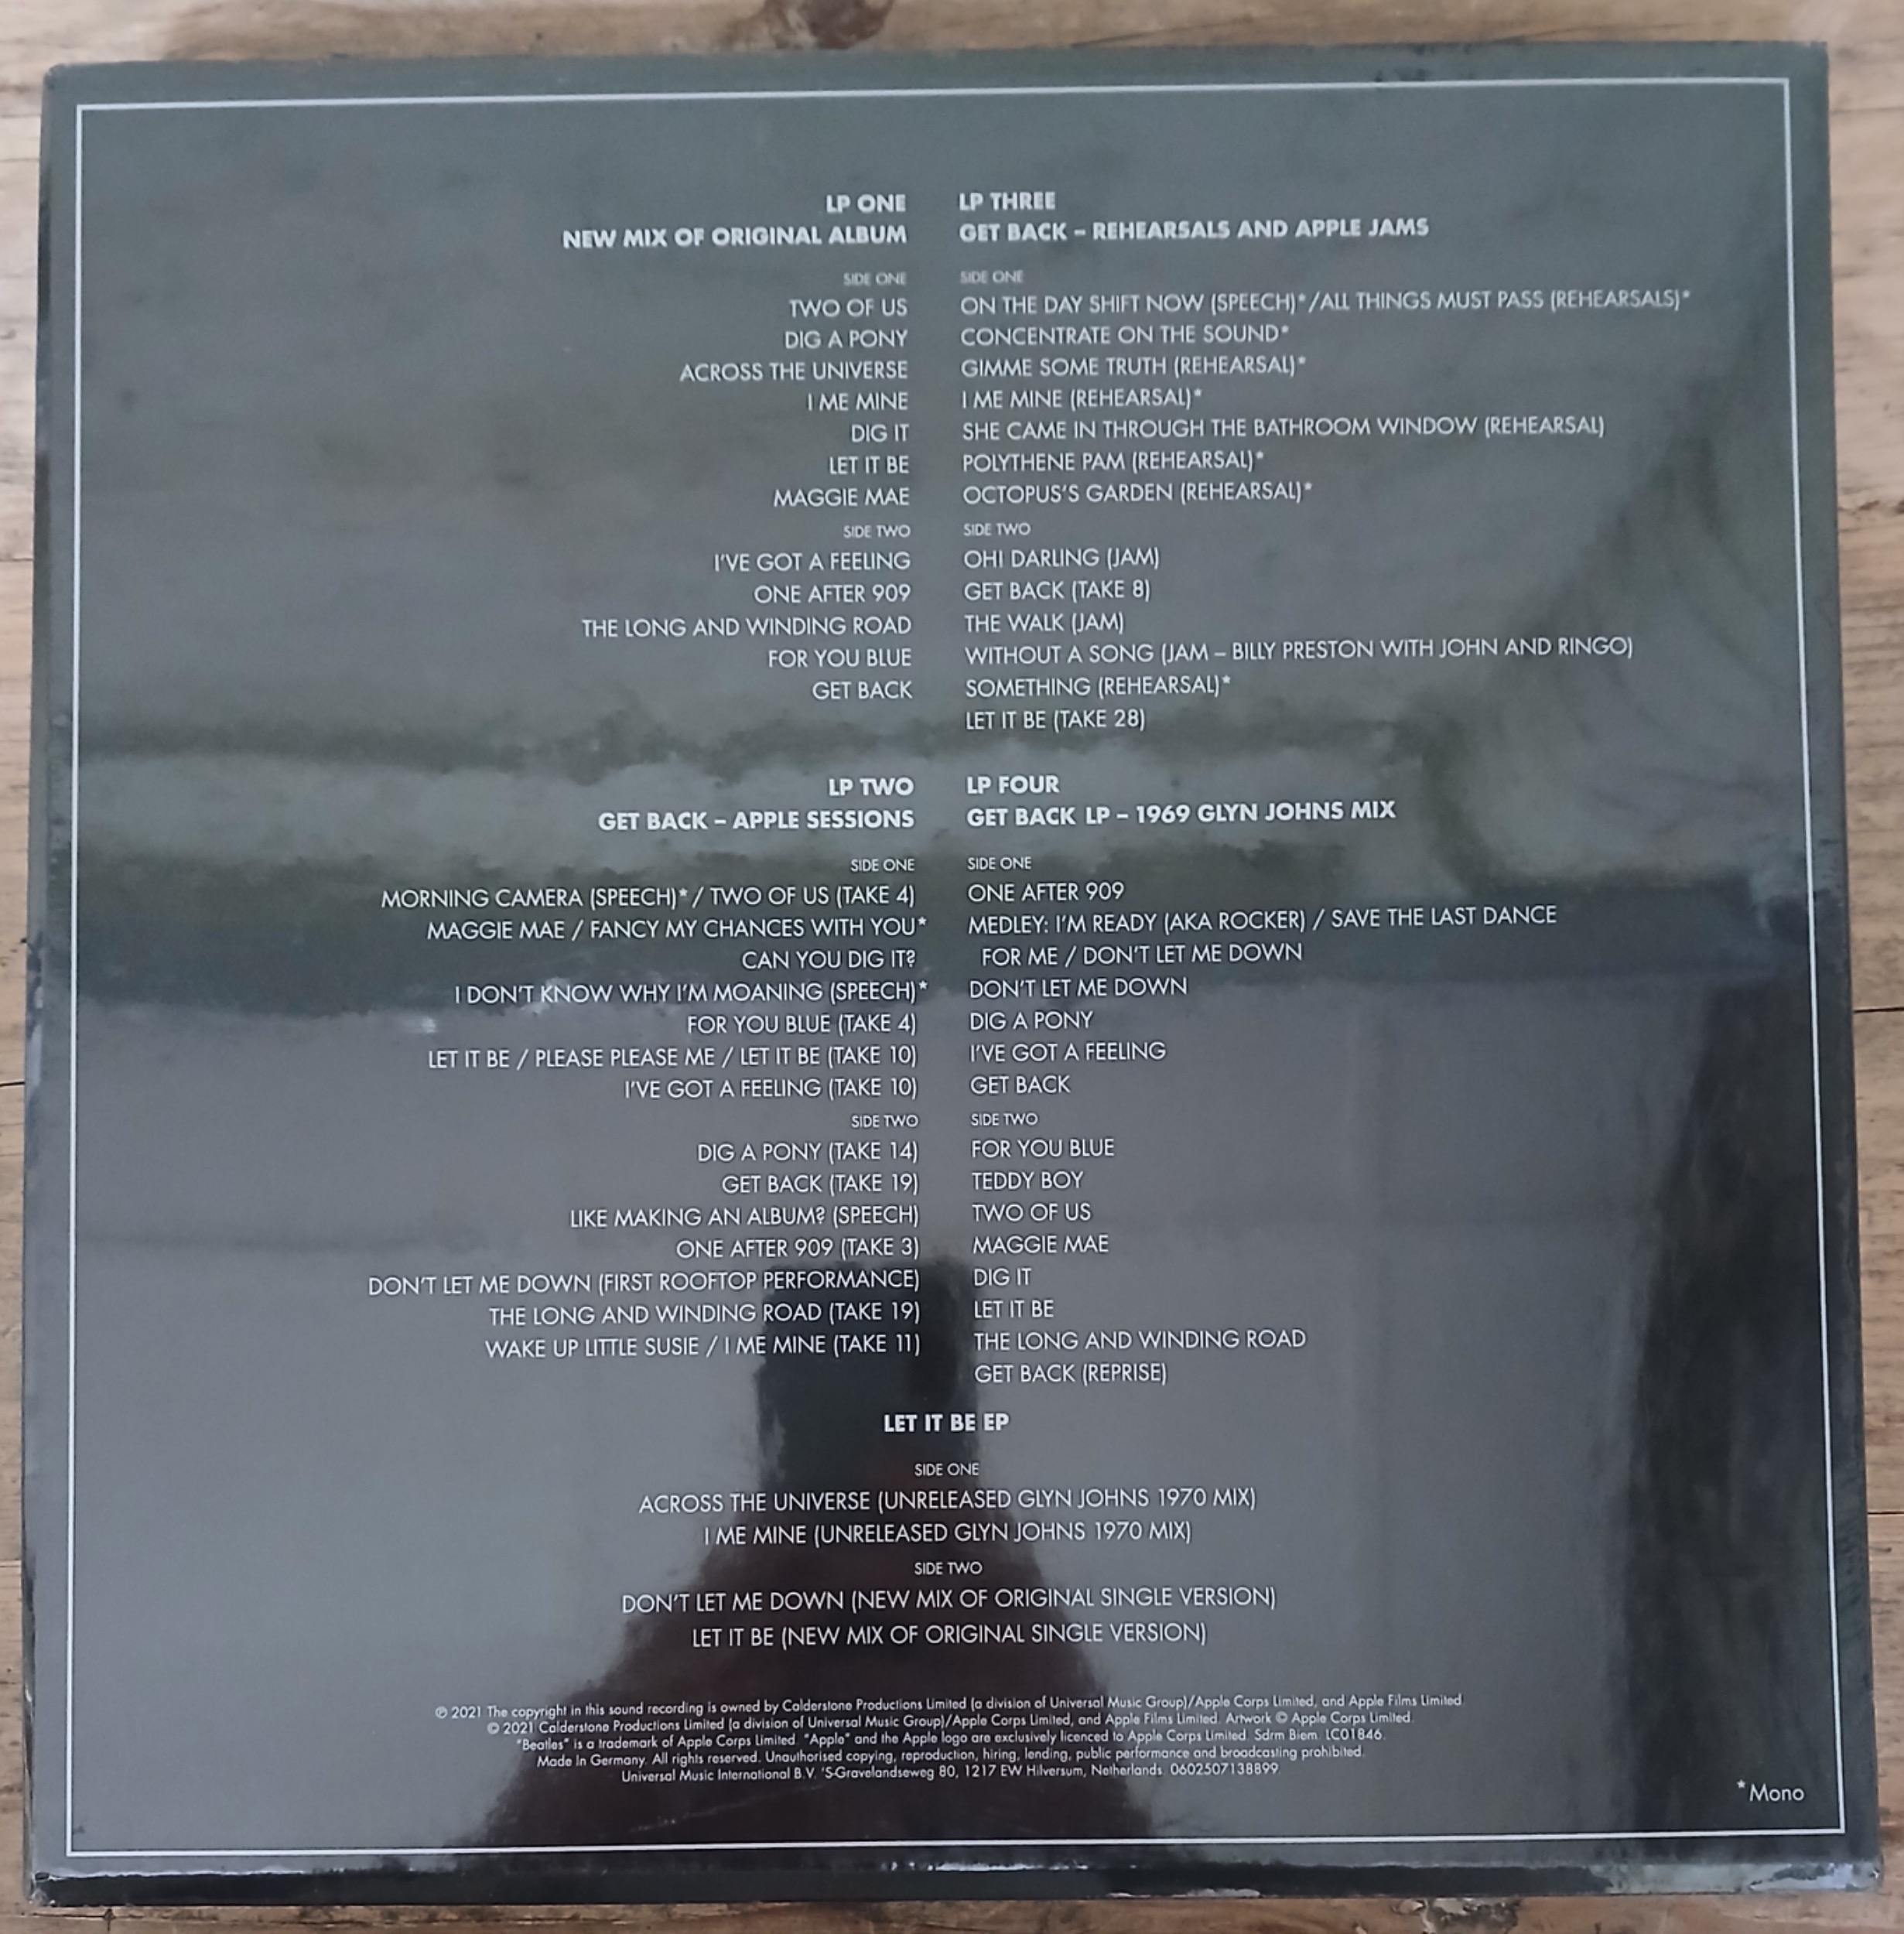 LP ONE
NEW MIX OF ORIGINAL ALBUM
SIDE ONE
TWO OF US
DIG A PONY
ACROSS THE UNIVERSE
I ME MINE
DIG IT
LET IT BE
MAGGIE MAE
SIDE TWO
I'VE GOT A FEELING
ONE AFTER 909
THE LONG AND WINDING ROAD
FOR YOU BLUE
GET BACK
LP TWO
GET BACK – APPLE SESSIONS
SIDE ONE
MORNING CAMERA (SPEECH)* / TWO OF US (TAKE 4)
MAGGIE MAE / FANCY MY CHANCES WITH YOU*
CAN YOU DIG IT?
I DON'T KNOW WHY I'M MOANING (SPEECH)*
FOR YOU BLUE (TAKE 4)
LET IT BE / PLEASE PLEASE ME / LET IT BE (TAKE 10)
I'VE GOT A FEELING (TAKE 10)
SIDE TWO
DIG A PONY (TAKE 14)
GET BACK (TAKE 19)
LIKE MAKING AN ALBUM? (SPEECH)
ONE AFTER 909 (TAKE 3)
DON'T LET ME DOWN (FIRST ROOFTOP PERFORMANCE)
THE LONG AND WINDING ROAD (TAKE 19)
WAKE UP LITTLE SUSIE / I ME MINE (TAKE 11)
LP THREE
GET BACK – REHEARSALS AND APPLE JAMS
SIDE ONE
ON THE DAY SHIFT NOW (SPEECH)*/ALL THINGS MUST PASS (REHEARSALS)*
CONCENTRATE ON THE SOUND*
GIMME SOME TRUTH (REHEARSAL)*
I ME MINE (REHEARSAL)*
SHE CAME IN THROUGH THE BATHROOM WINDOW (REHEARSAL)
POLYTHENE PAM (REHEARSAL)*
OCTOPUS'S GARDEN (REHEARSAL)*
SIDE TWO
OH! DARLING (JAM)
GET BACK (TAKE 8)
THE WALK (JAM)
WITHOUT A SONG (JAM – BILLY PRESTON WITH JOHN AND RINGO)
SOMETHING (REHEARSAL)*
LET IT BE (TAKE 28)
LP FOUR
GET BACK LP – 1969 GLYN JOHNS MIX
SIDE ONE
ONE AFTER 909
MEDLEY: I'M READY (AKA ROCKER) / SAVE THE LAST DANCE
FOR ME / DON'T LET ME DOWN
DON'T LET ME DOWN
DIG A PONY
I'VE GOT A FEELING
GET BACK
SIDE TWO
FOR YOU BLUE
TEDDY BOY
TWO OF US
MAGGIE MAE
DIG IT
LET IT BE
THE LONG AND WINDING ROAD
GET BACK (REPRISE)
LET IT BE EP
SIDE ONE
ACROSS THE UNIVERSE (UNRELEASED GLYN JOHNS 1970 MIX)
I ME MINE (UNRELEASED GLYN JOHNS 1970 MIX)
SIDE TWO
DON'T LET ME DOWN (NEW MIX OF ORIGINAL SINGLE VERSION)
LET IT BE (NEW MIX OF ORIGINAL SINGLE VERSION)
℗ 2021 The copyright in this sound recording is owned by Calderstone Productions Limited (a division of Universal Music Group)/Apple Corps Limited, and Apple Films Limited.
© 2021 Calderstone Productions Limited (a division of Universal Music Group)/Apple Corps Limited, and Apple Films Limited. Artwork © Apple Corps Limited.
"Beatles" is a trademark of Apple Corps Limited. "Apple" and the Apple logo are exclusively licenced to Apple Corps Limited. Sdrm Biem. LC01846.
Made In Germany. All rights reserved. Unauthorised copying, reproduction, hiring, lending, public performance and broadcasting prohibited.
Universal Music International B.V. 'S-Gravelandseweg 80, 1217 EW Hilversum, Netherlands. 0602507138899
*Mono